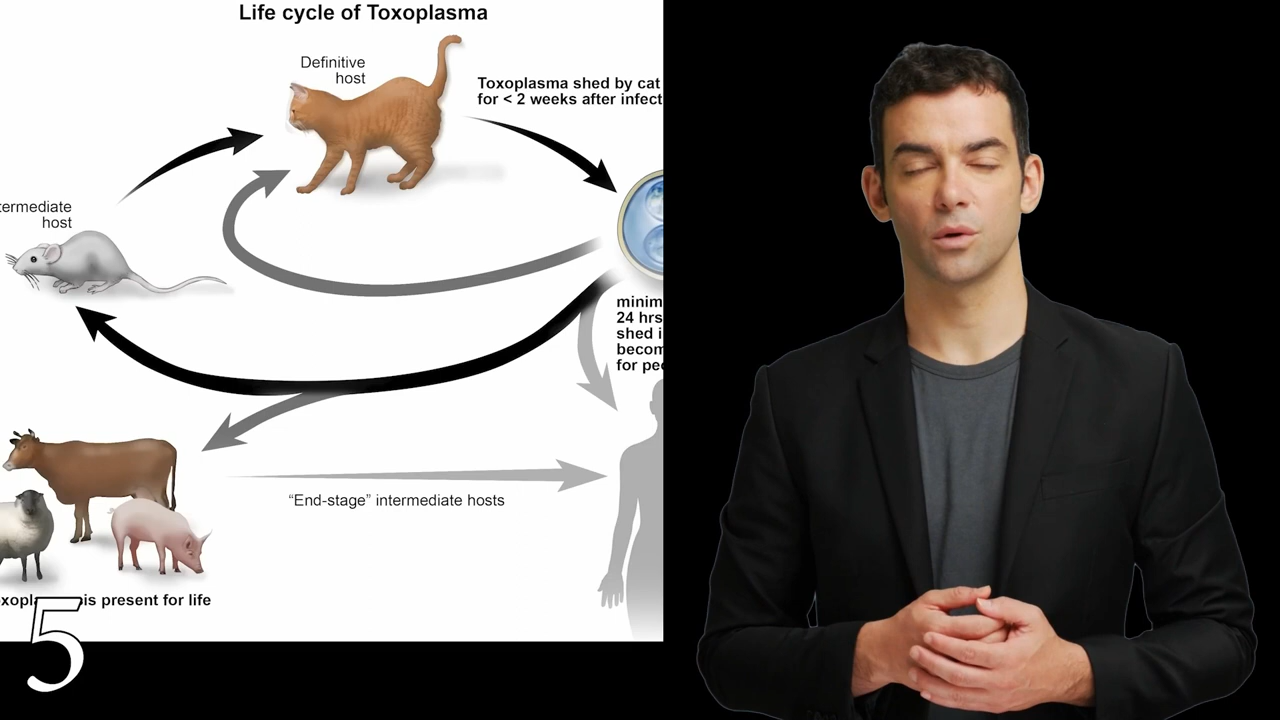 Life cycle of Toxoplasma
Definitive
host
Toxoplasma shed by cat
for < 2 weeks after infect
termediate
host
minim
24 hrs
shed i
becom
for pe
“End-stage” intermediate hosts
is present for life
5